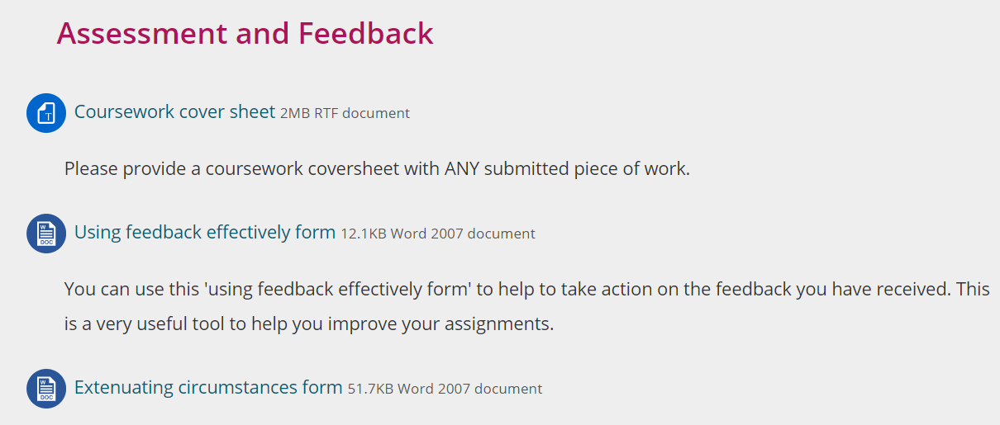 Assessment and Feedback
T
Coursework cover sheet 2MB RTF document
Please provide a coursework coversheet with ANY submitted piece of work.
W
DOC
Using feedback effectively form 12.1KB Word 2007 document
You can use this 'using feedback effectively form' to help to take action on the feedback you have received. This
is a very useful tool to help you improve your assignments.
W
DOC
Extenuating circumstances form 51.7KB Word 2007 document